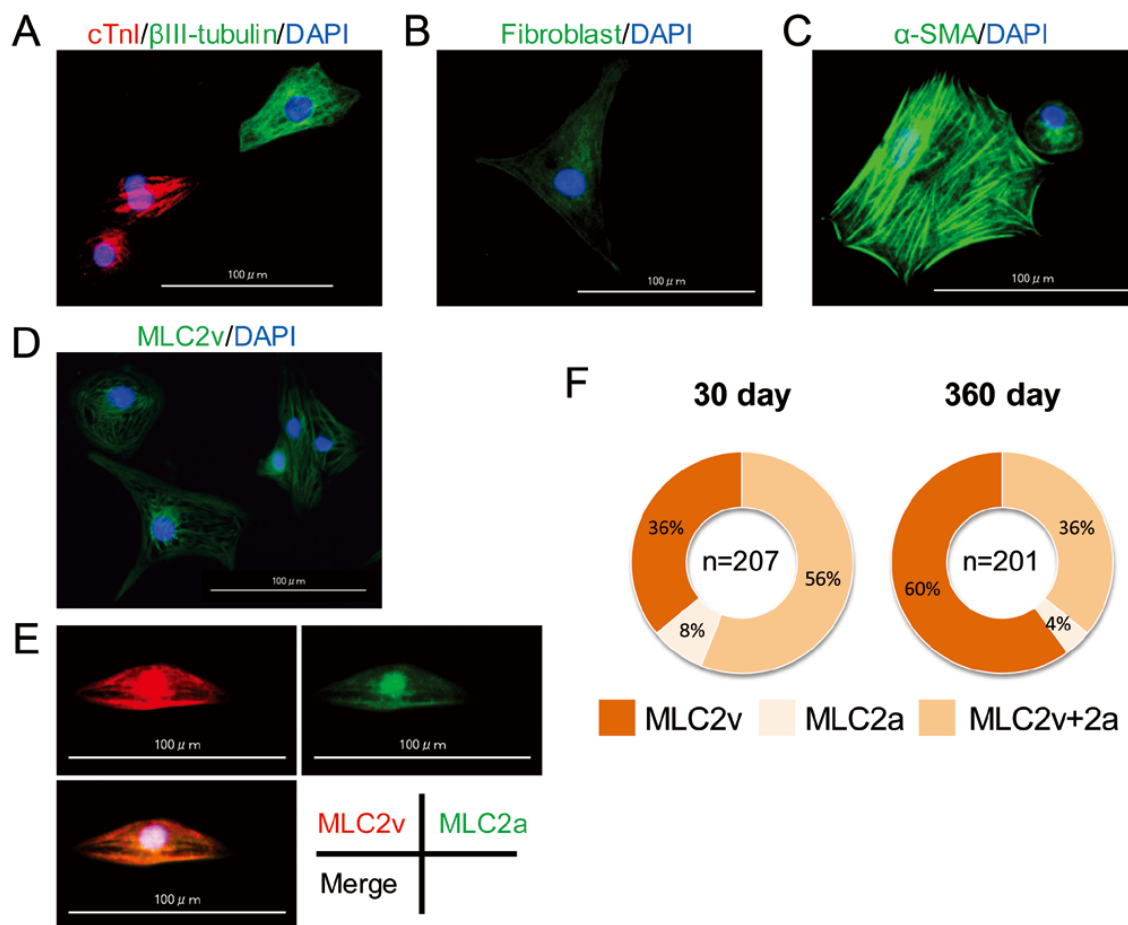 A
cTnI/βIII-tubulin/DAPI
100 μm
B
Fibroblast/DAPI
100 μm
C
α-SMA/DAPI
100 μm
D
MLC2v/DAPI
100 μm
E
100 μm
100 μm
100 μm
MLC2v
MLC2a
Merge
F
30 day
360 day
36%
56%
8%
n=207
36%
60%
4%
n=201
MLC2v
MLC2a
MLC2v+2a